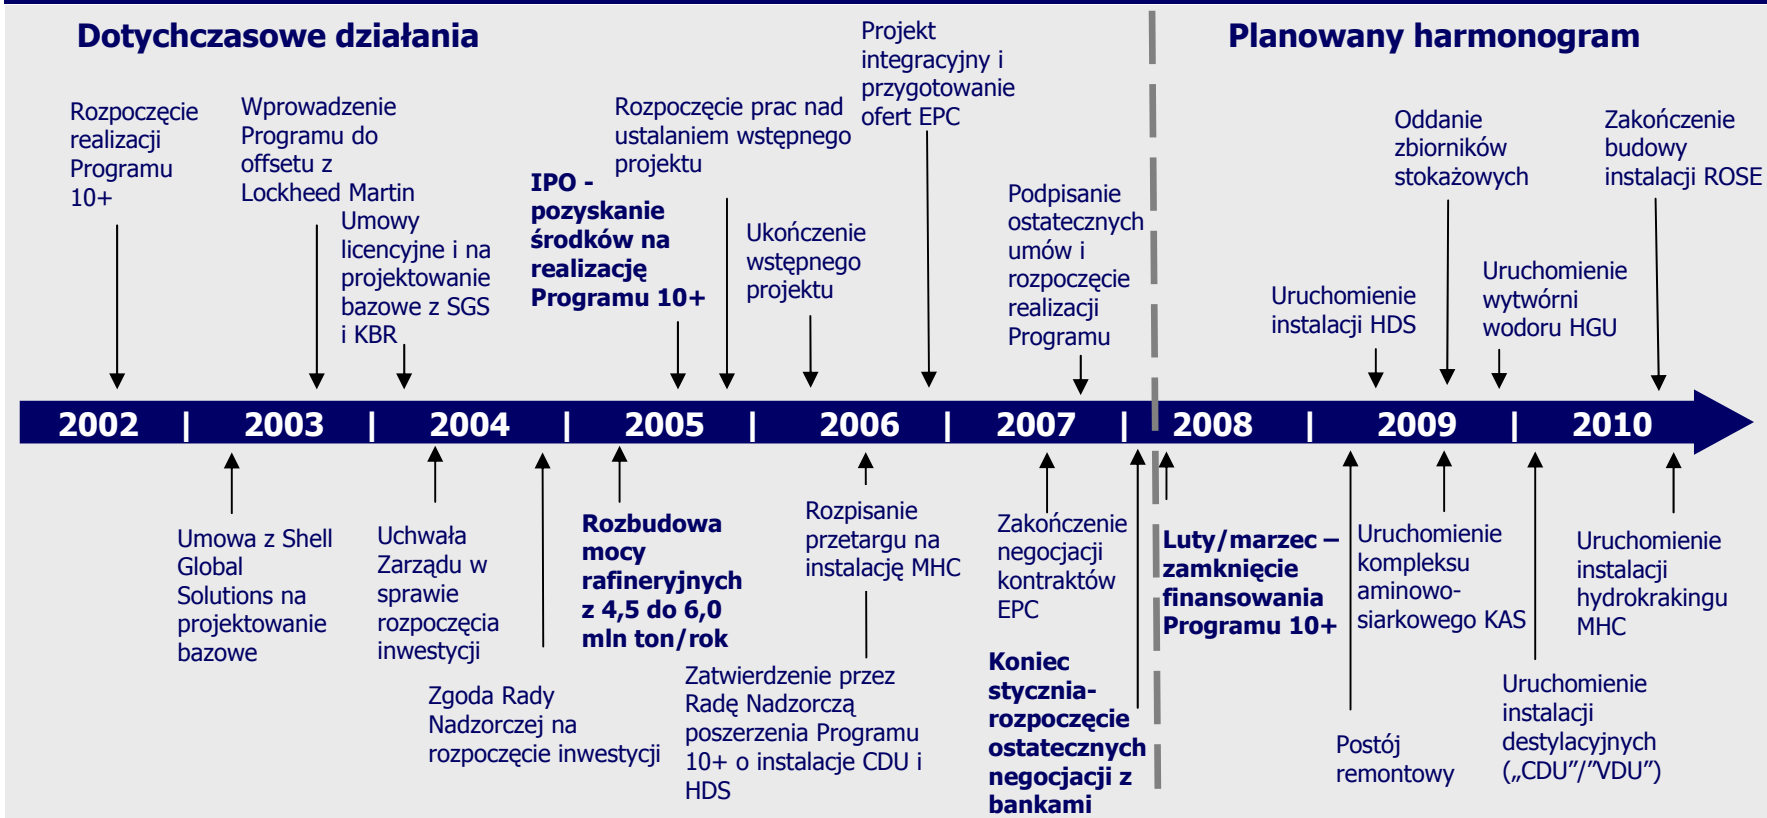 Dotychczasowe działania
Planowany harmonogram
Rozpoczęcie
realizacji
Programu
10+
Wprowadzenie
Programu do
offsetu z
Lockheed Martin
Umowy
licencyjne i na
projektowanie
bazowe z SGS
i KBR
IPO -
pozyskanie
środków na
realizację
Programu 10+
Rozpoczęcie prac nad
ustalaniem wstępnego
projektu
Ukończenie
wstępnego
projektu
Projekt
integracyjny i
przygotowanie
ofert EPC
Podpisanie
ostatecznych
umów i
rozpoczęcie
realizacji
Programu
Uruchomienie
instalacji HDS
Oddanie
zbiorników
stokażowych
Uruchomienie
wytwórni
wodoru HGU
Zakończenie
budowy
instalacji ROSE
2002 | 2003 | 2004 | 2005 | 2006 | 2007 | 2008 | 2009 | 2010
Umowa z Shell
Global
Solutions na
projektowanie
bazowe
Uchwała
Zarządu w
sprawie
rozpoczęcia
inwestycji
Zgoda Rady
Nadzorczej na
rozpoczęcie inwestycji
Rozbudowa
mocy
rafineryjnych
z 4,5 do 6,0
mln ton/rok
Rozpisanie
przetargu na
instalację MHC
Zatwierdzenie przez
Radę Nadzorczą
poszerzenia Programu
10+ o instalacje CDU i
HDS
Zakończenie
negocjacji
kontraktów
EPC
Koniec
stycznia-
rozpoczęcie
ostatecznych
negocjacji z
bankami
Luty/marzec –
zamknięcie
finansowania
Programu 10+
Postój
remontowy
Uruchomienie
kompleksu
aminowo-
siarkowego KAS
Uruchomienie
instalacji
destylacyjnych
(„CDU”/”VDU”)
Uruchomienie
instalacji
hydrokrakingu
MHC